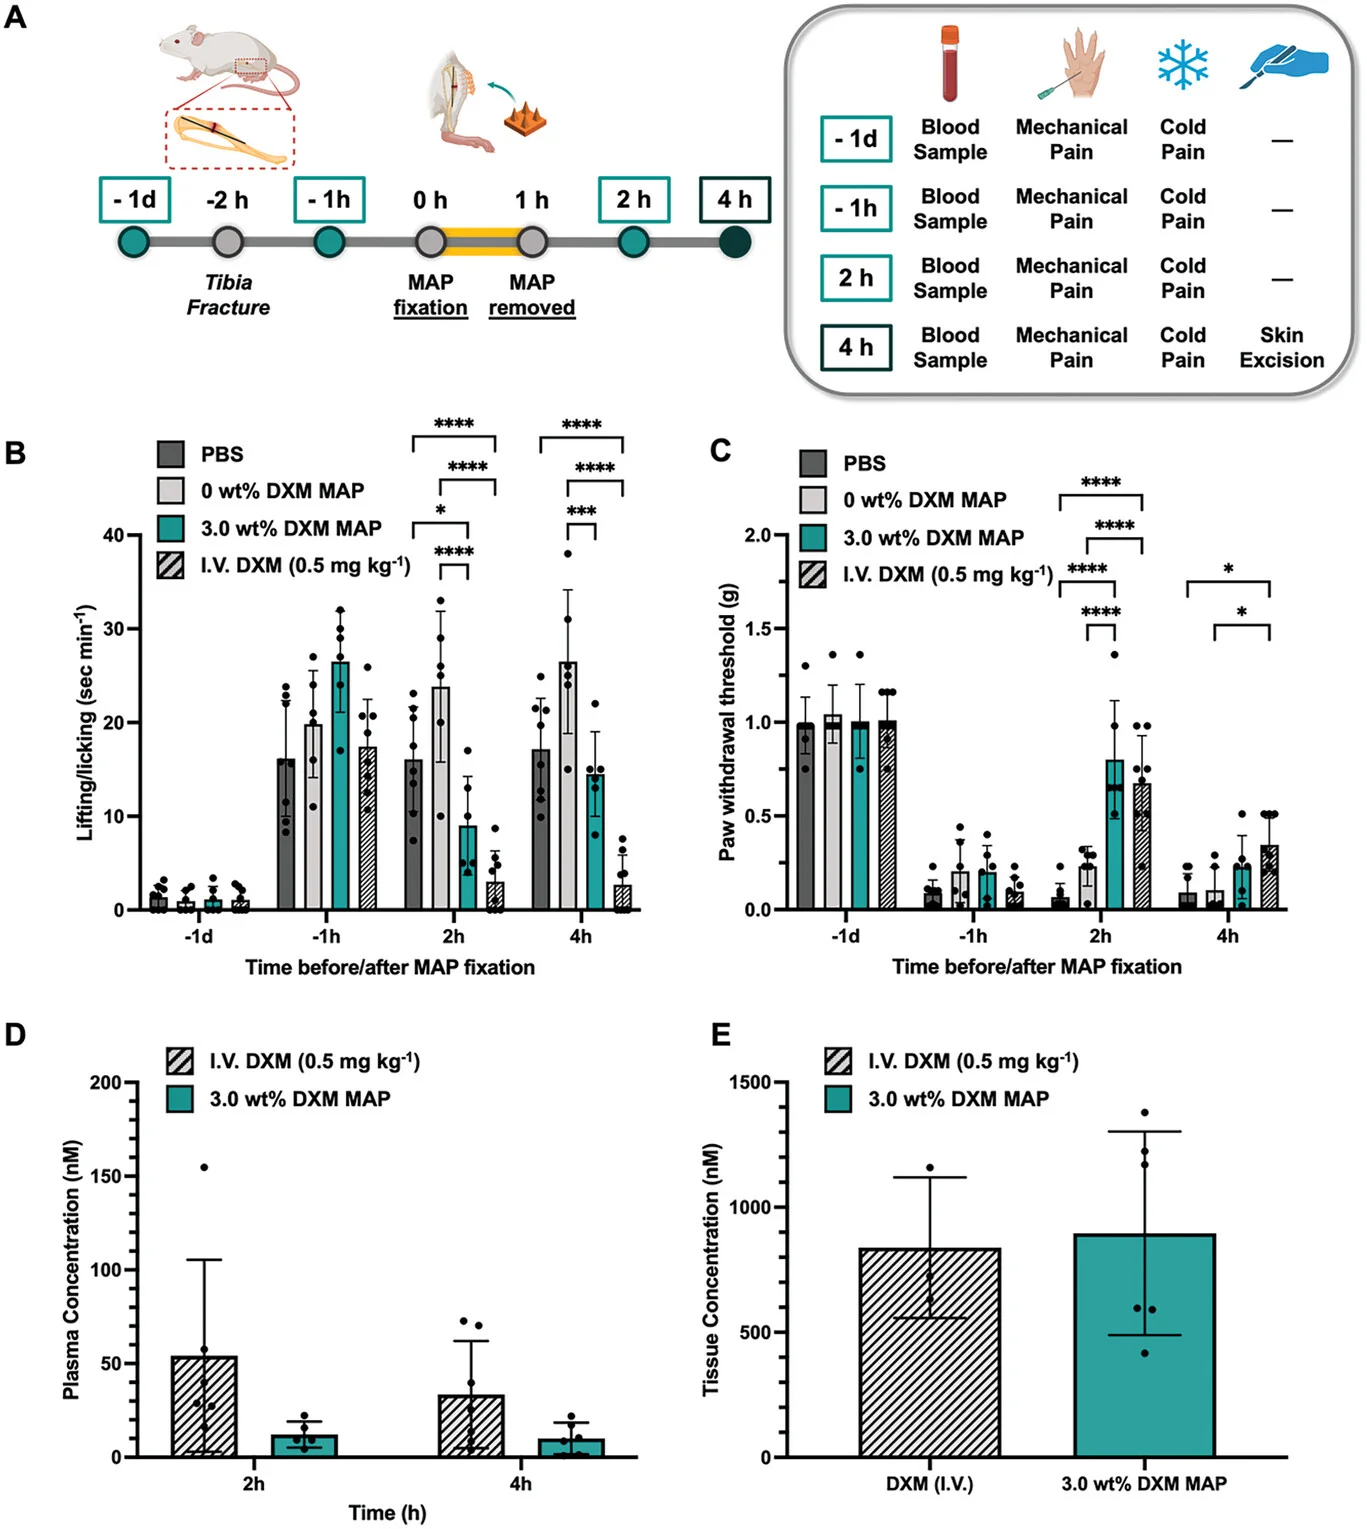 A
- 1d
-2 h
- 1h
0 h
1 h
2 h
4 h
Tibia
Fracture
MAP
fixation
MAP
removed
- 1d
Blood
Sample
Mechanical
Pain
Cold
Pain
—
- 1h
Blood
Sample
Mechanical
Pain
Cold
Pain
—
2 h
Blood
Sample
Mechanical
Pain
Cold
Pain
—
4 h
Blood
Sample
Mechanical
Pain
Cold
Pain
Skin
Excision
B
PBS
0 wt% DXM MAP
3.0 wt% DXM MAP
I.V. DXM (0.5 mg kg-1)
****
****
****
****
*
***
****
Lifting/licking (sec min-1)
40
30
20
10
0
-1d
-1h
2h
4h
Time before/after MAP fixation
C
PBS
0 wt% DXM MAP
3.0 wt% DXM MAP
I.V. DXM (0.5 mg kg-1)
****
****
****
*
****
*
Paw withdrawal threshold (g)
2.0
1.5
1.0
0.5
0.0
-1d
-1h
2h
4h
Time before/after MAP fixation
D
I.V. DXM (0.5 mg kg-1)
3.0 wt% DXM MAP
Plasma Concentration (nM)
200
150
100
50
0
2h
4h
Time (h)
E
I.V. DXM (0.5 mg kg-1)
3.0 wt% DXM MAP
Tissue Concentration (nM)
1500
1000
500
0
DXM (I.V.)
3.0 wt% DXM MAP